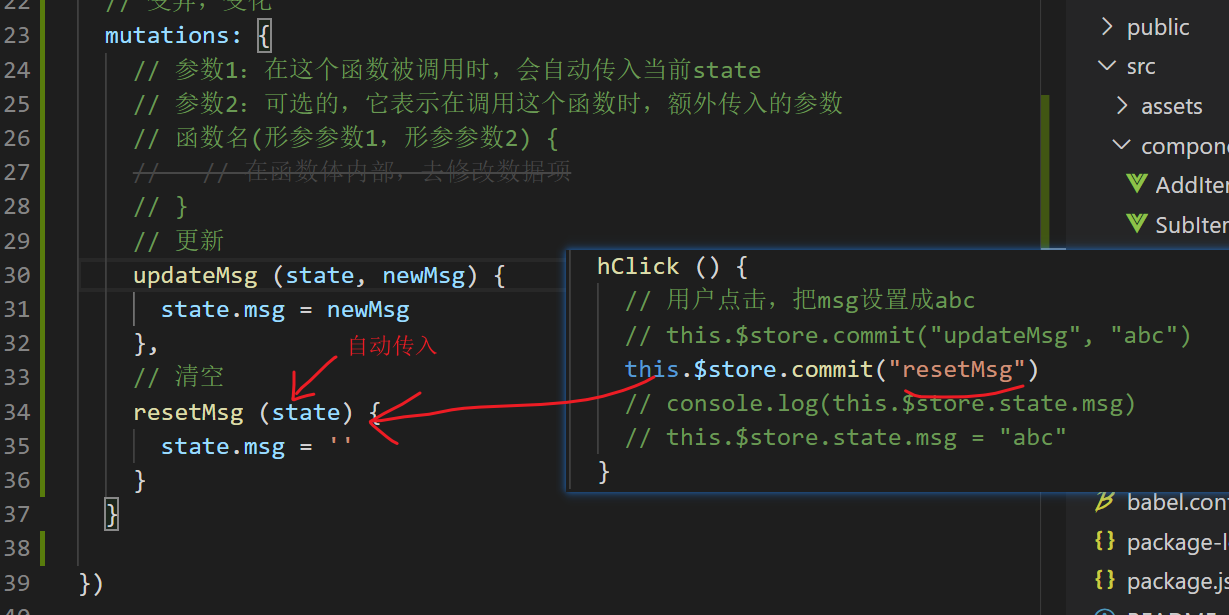 22 // 变异，变化
23 mutations: {
24 // 参数1：在这个函数被调用时，会自动传入当前state
25 // 参数2：可选的，它表示在调用这个函数时，额外传入的参数
26 // 函数名(形参参数1，形参参数2) {
27 // // 在函数体内部，去修改数据项
28 // }
29 // 更新
30 updateMsg (state, newMsg) {
31 state.msg = newMsg
32 },
33 // 清空
34 resetMsg (state) {
35 state.msg = ''
36 }
37 }
38
39 })
自动传入
hClick () {
// 用户点击，把msg设置成abc
// this.$store.commit("updateMsg", "abc")
this.$store.commit("resetMsg")
// console.log(this.$store.state.msg)
// this.$store.state.msg = "abc"
}
public
src
assets
compon
AddIte
SubIter
babel.con
package-l
package.js